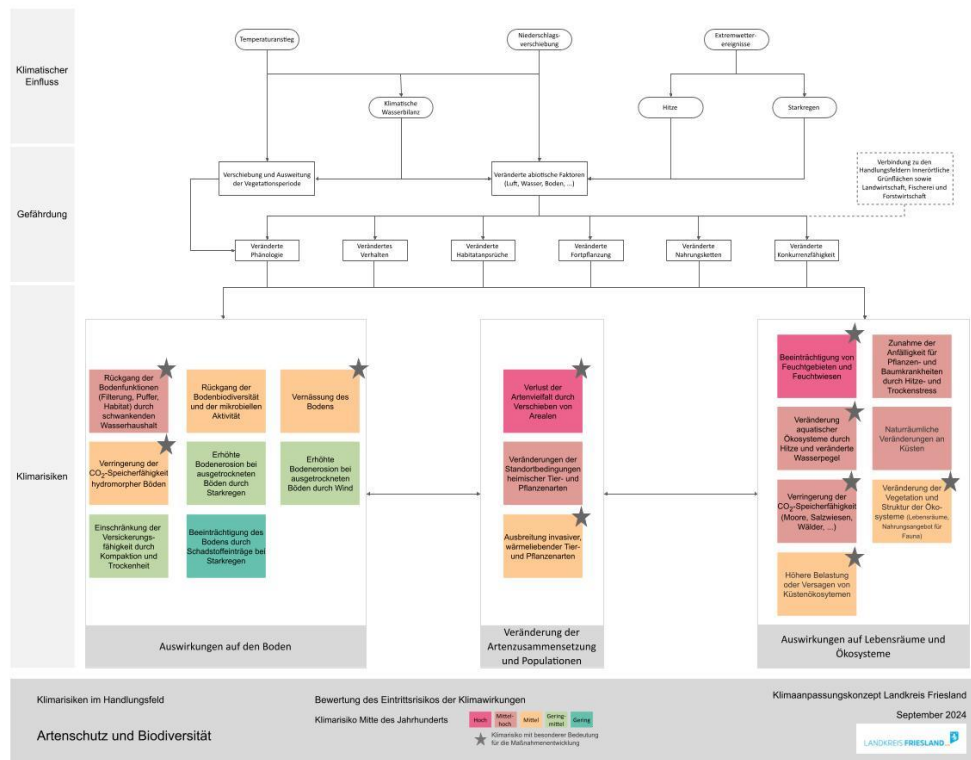 Klimatischer
Einfluss
Temperaturanstieg
Niederschlags-
verschiebung
Extremwetter-
ereignisse
Klimatische
Wasserbilanz
Hitze
Starkregen
Gefährdung
Verschiebung und Ausweitung
der Vegetationsperiode
Veränderte abiotische Faktoren
(Luft, Wasser, Boden, ...)
Verbindung zu den
Handlungsfeldern Innerörtliche
Grünflächen sowie
Landwirtschaft, Fischerei und
Forstwirtschaft
Veränderte
Phänologie
Verändertes
Verhalten
Veränderte
Habitatansprüche
Veränderte
Fortpflanzung
Veränderte
Nahrungsketten
Veränderte
Konkurrenzfähigkeit
Klimarisiken
Rückgang der
Bodenfunktionen
(Filterung, Puffer,
Habitat) durch
schwankenden
Wasserhaushalt
Rückgang der
Bodenbiodiversität
und der mikrobiellen
Aktivität
Vernässung des
Bodens
Verringerung der
CO2-Speicherfähigkeit
hydromorpher Böden
Erhöhte
Bodenerosion bei
ausgetrockneten
Böden durch
Starkregen
Erhöhte
Bodenerosion bei
ausgetrockneten
Böden durch Wind
Einschränkung der
Versickerungs-
fähigkeit durch
Kompaktion und
Trockenheit
Beeinträchtigung des
Bodens durch
Schadstoffeinträge bei
Starkregen
Auswirkungen auf den Boden
Verlust der
Artenvielfalt durch
Verschieben von
Arealen
Veränderungen der
Standortbedingungen
heimischer Tier- und
Pflanzenarten
Ausbreitung invasiver,
wärmeliebender Tier-
und Pflanzenarten
Veränderung der
Artenzusammensetzung
und Populationen
Beeinträchtigung von
Feuchtgebieten und
Feuchtwiesen
Zunahme der
Anfälligkeit für
Pflanzen- und
Baumkrankheiten
durch Hitze- und
Trockenstress
Veränderung
aquatischer
Ökosysteme durch
Hitze und veränderte
Wasserpegel
Naturräumliche
Veränderungen an
Küsten
Verringerung der
CO2-Speicherfähigkeit
(Moore, Salzwiesen,
Wälder, ...)
Veränderung der
Vegetation und
Struktur der Öko-
systeme (Lebensräume,
Nahrungsangebot für
Fauna)
Höhere Belastung
oder Versagen von
Küstenökosytemen
Auswirkungen auf Lebensräume und
Ökosysteme
Klimarisiken im Handlungsfeld
Artenschutz und Biodiversität
Bewertung des Eintrittsrisikos der Klimawirkungen
Klimarisiko Mitte des Jahrhunderts
Hoch
Mittel-
hoch
Mittel
Gering-
mittel
Gering
Klimarisiko mit besonderer Bedeutung
für die Maßnahmenentwicklung
Klimaanpassungskonzept Landkreis Friesland
September 2024
LANDKREIS FRIESLAND